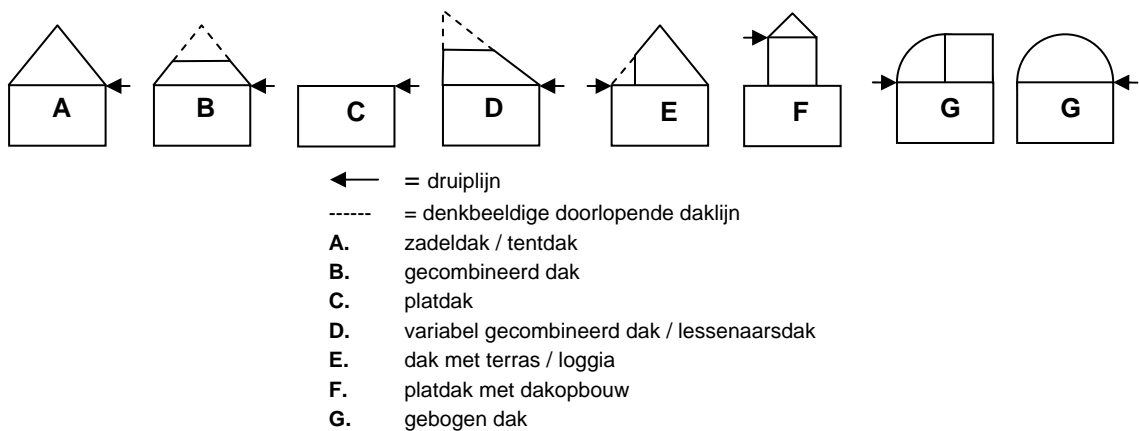 A B C D E F G G
= druiplijn
------ = denkbeeldige doorlopende daklijn
A. zadeldak / tentdak
B. gecombineerd dak
C. platdak
D. variabel gecombineerd dak / lessenaarsdak
E. dak met terras / loggia
F. platdak met dakopbouw
G. gebogen dak